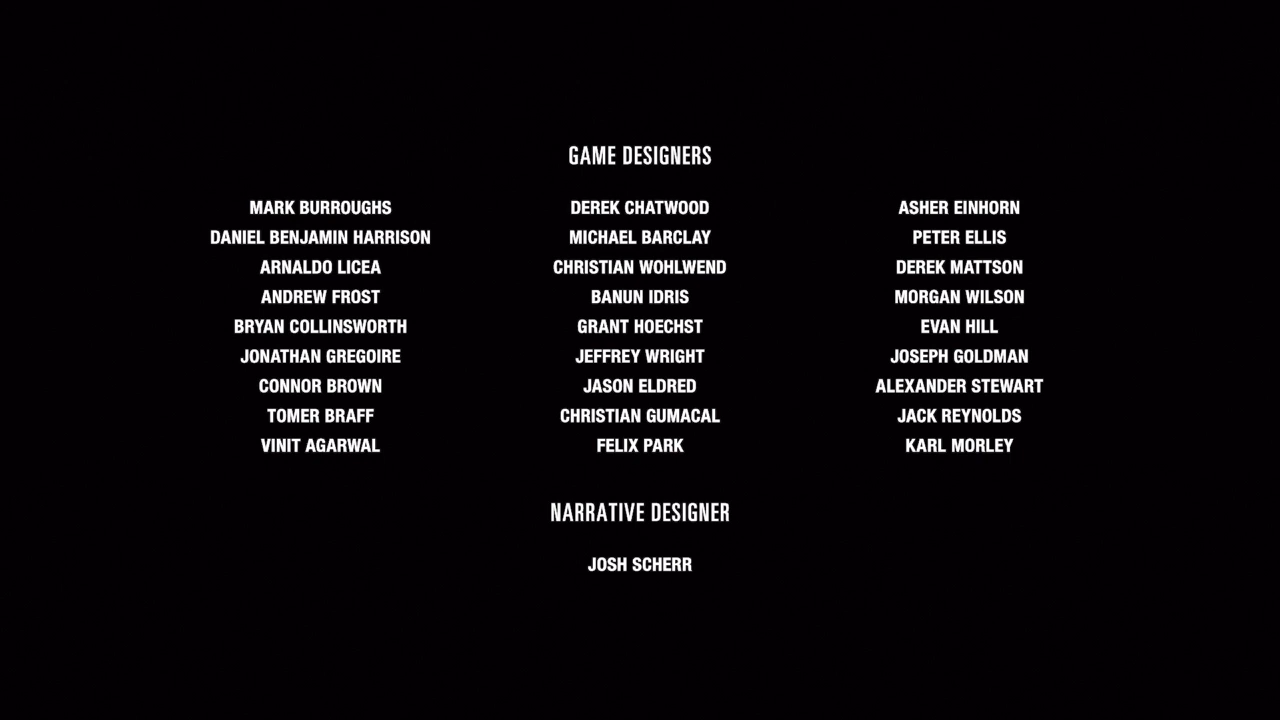 GAME DESIGNERS
MARK BURROUGHS DEREK CHATWOOD ASHER EINHORN
DANIEL BENJAMIN HARRISON MICHAEL BARCLAY PETER ELLIS
ARNALDO LICEA CHRISTIAN WOHLWEND DEREK MATTSON
ANDREW FROST BANUN IDRIS MORGAN WILSON
BRYAN COLLINSWORTH GRANT HOECHST EVAN HILL
JONATHAN GREGOIRE JEFFREY WRIGHT JOSEPH GOLDMAN
CONNOR BROWN JASON ELDRED ALEXANDER STEWART
TOMER BRAFF CHRISTIAN GUMACAL JACK REYNOLDS
VINIT AGARWAL FELIX PARK KARL MORLEY
NARRATIVE DESIGNER
JOSH SCHERR